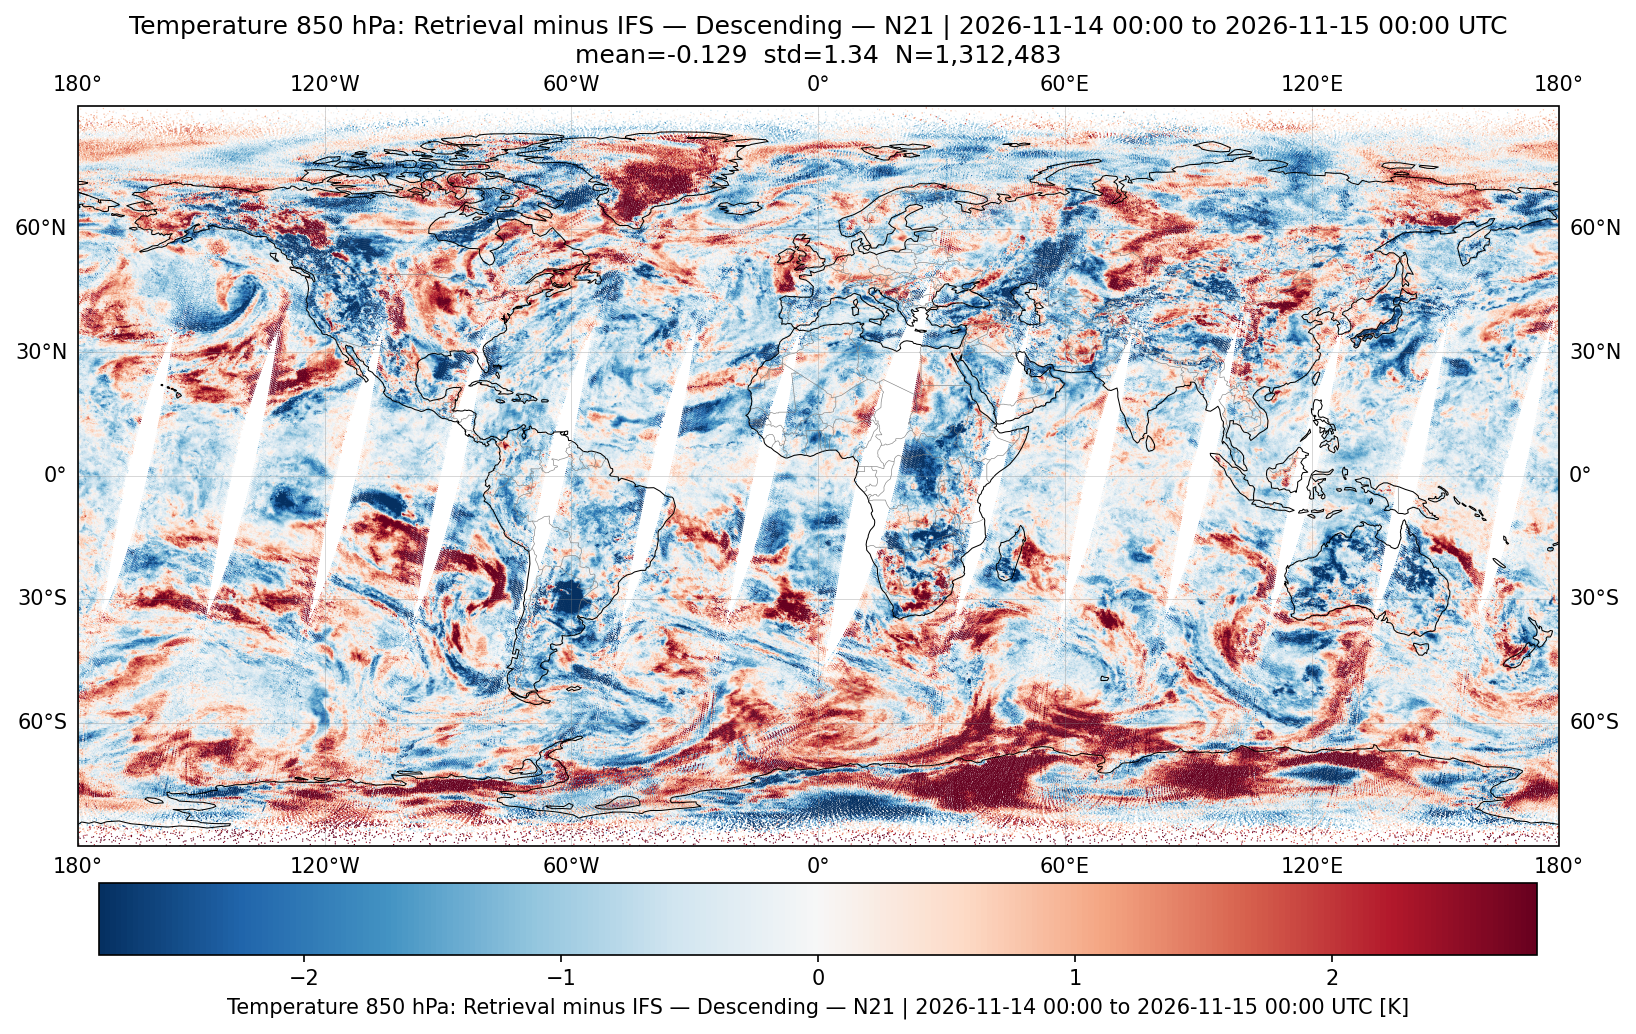 Temperature 850 hPa: Retrieval minus IFS — Descending — N21 | 2026-11-14 00:00 to 2026-11-15 00:00 UTC
mean=-0.129  std=1.34  N=1,312,483
180° 120°W 60°W 0° 60°E 120°E 180°
60°N 60°N
30°N 30°N
0° 0°
30°S 30°S
60°S 60°S
180° 120°W 60°W 0° 60°E 120°E 180°
−2 −1 0 1 2
Temperature 850 hPa: Retrieval minus IFS — Descending — N21 | 2026-11-14 00:00 to 2026-11-15 00:00 UTC [K]